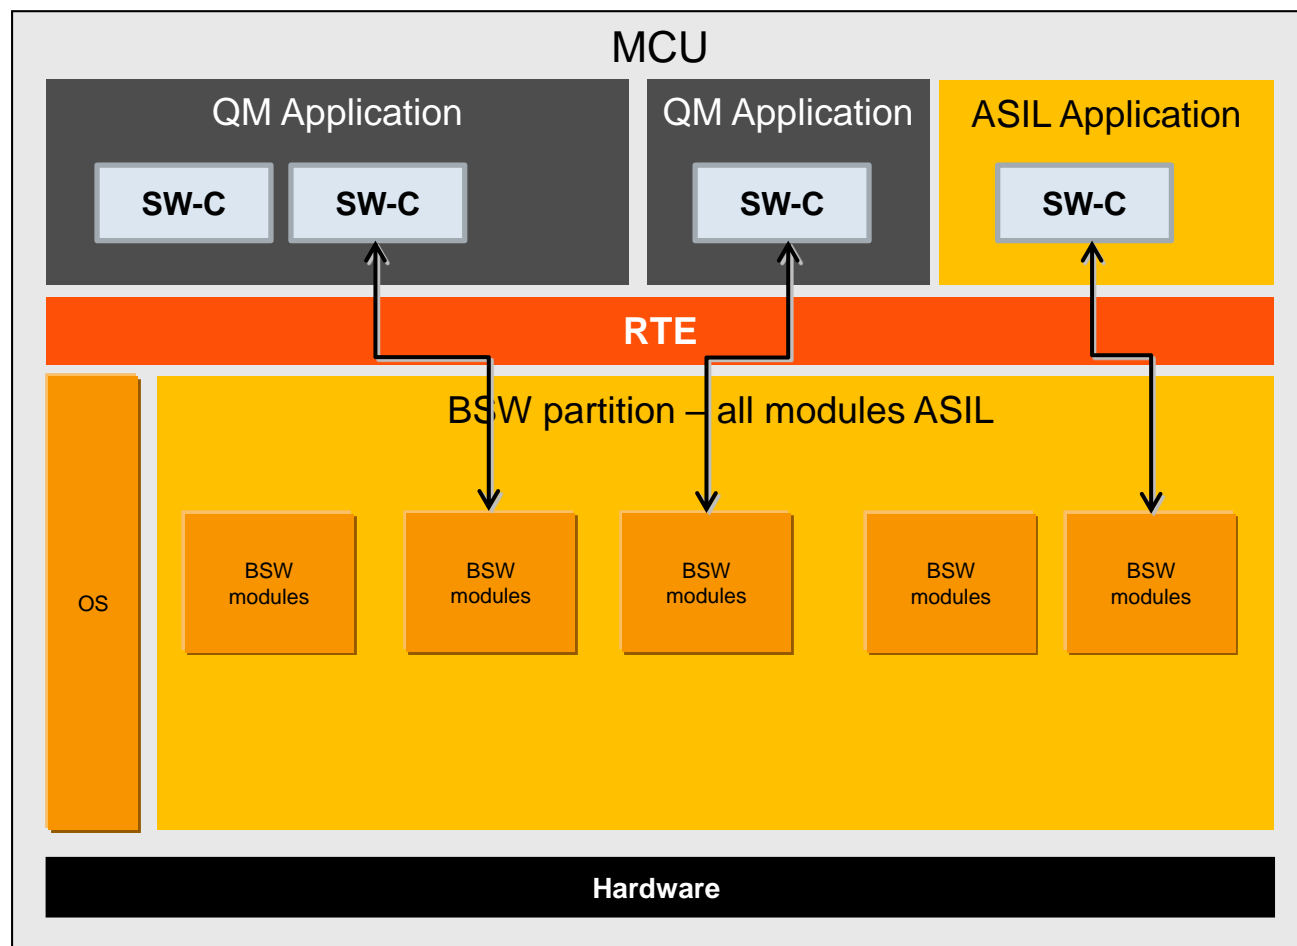 MCU
QM Application
QM Application
ASIL Application
SW-C
SW-C
SW-C
SW-C
RTE
BSW partition – all modules ASIL
OS
BSW
modules
BSW
modules
BSW
modules
BSW
modules
BSW
modules
Hardware